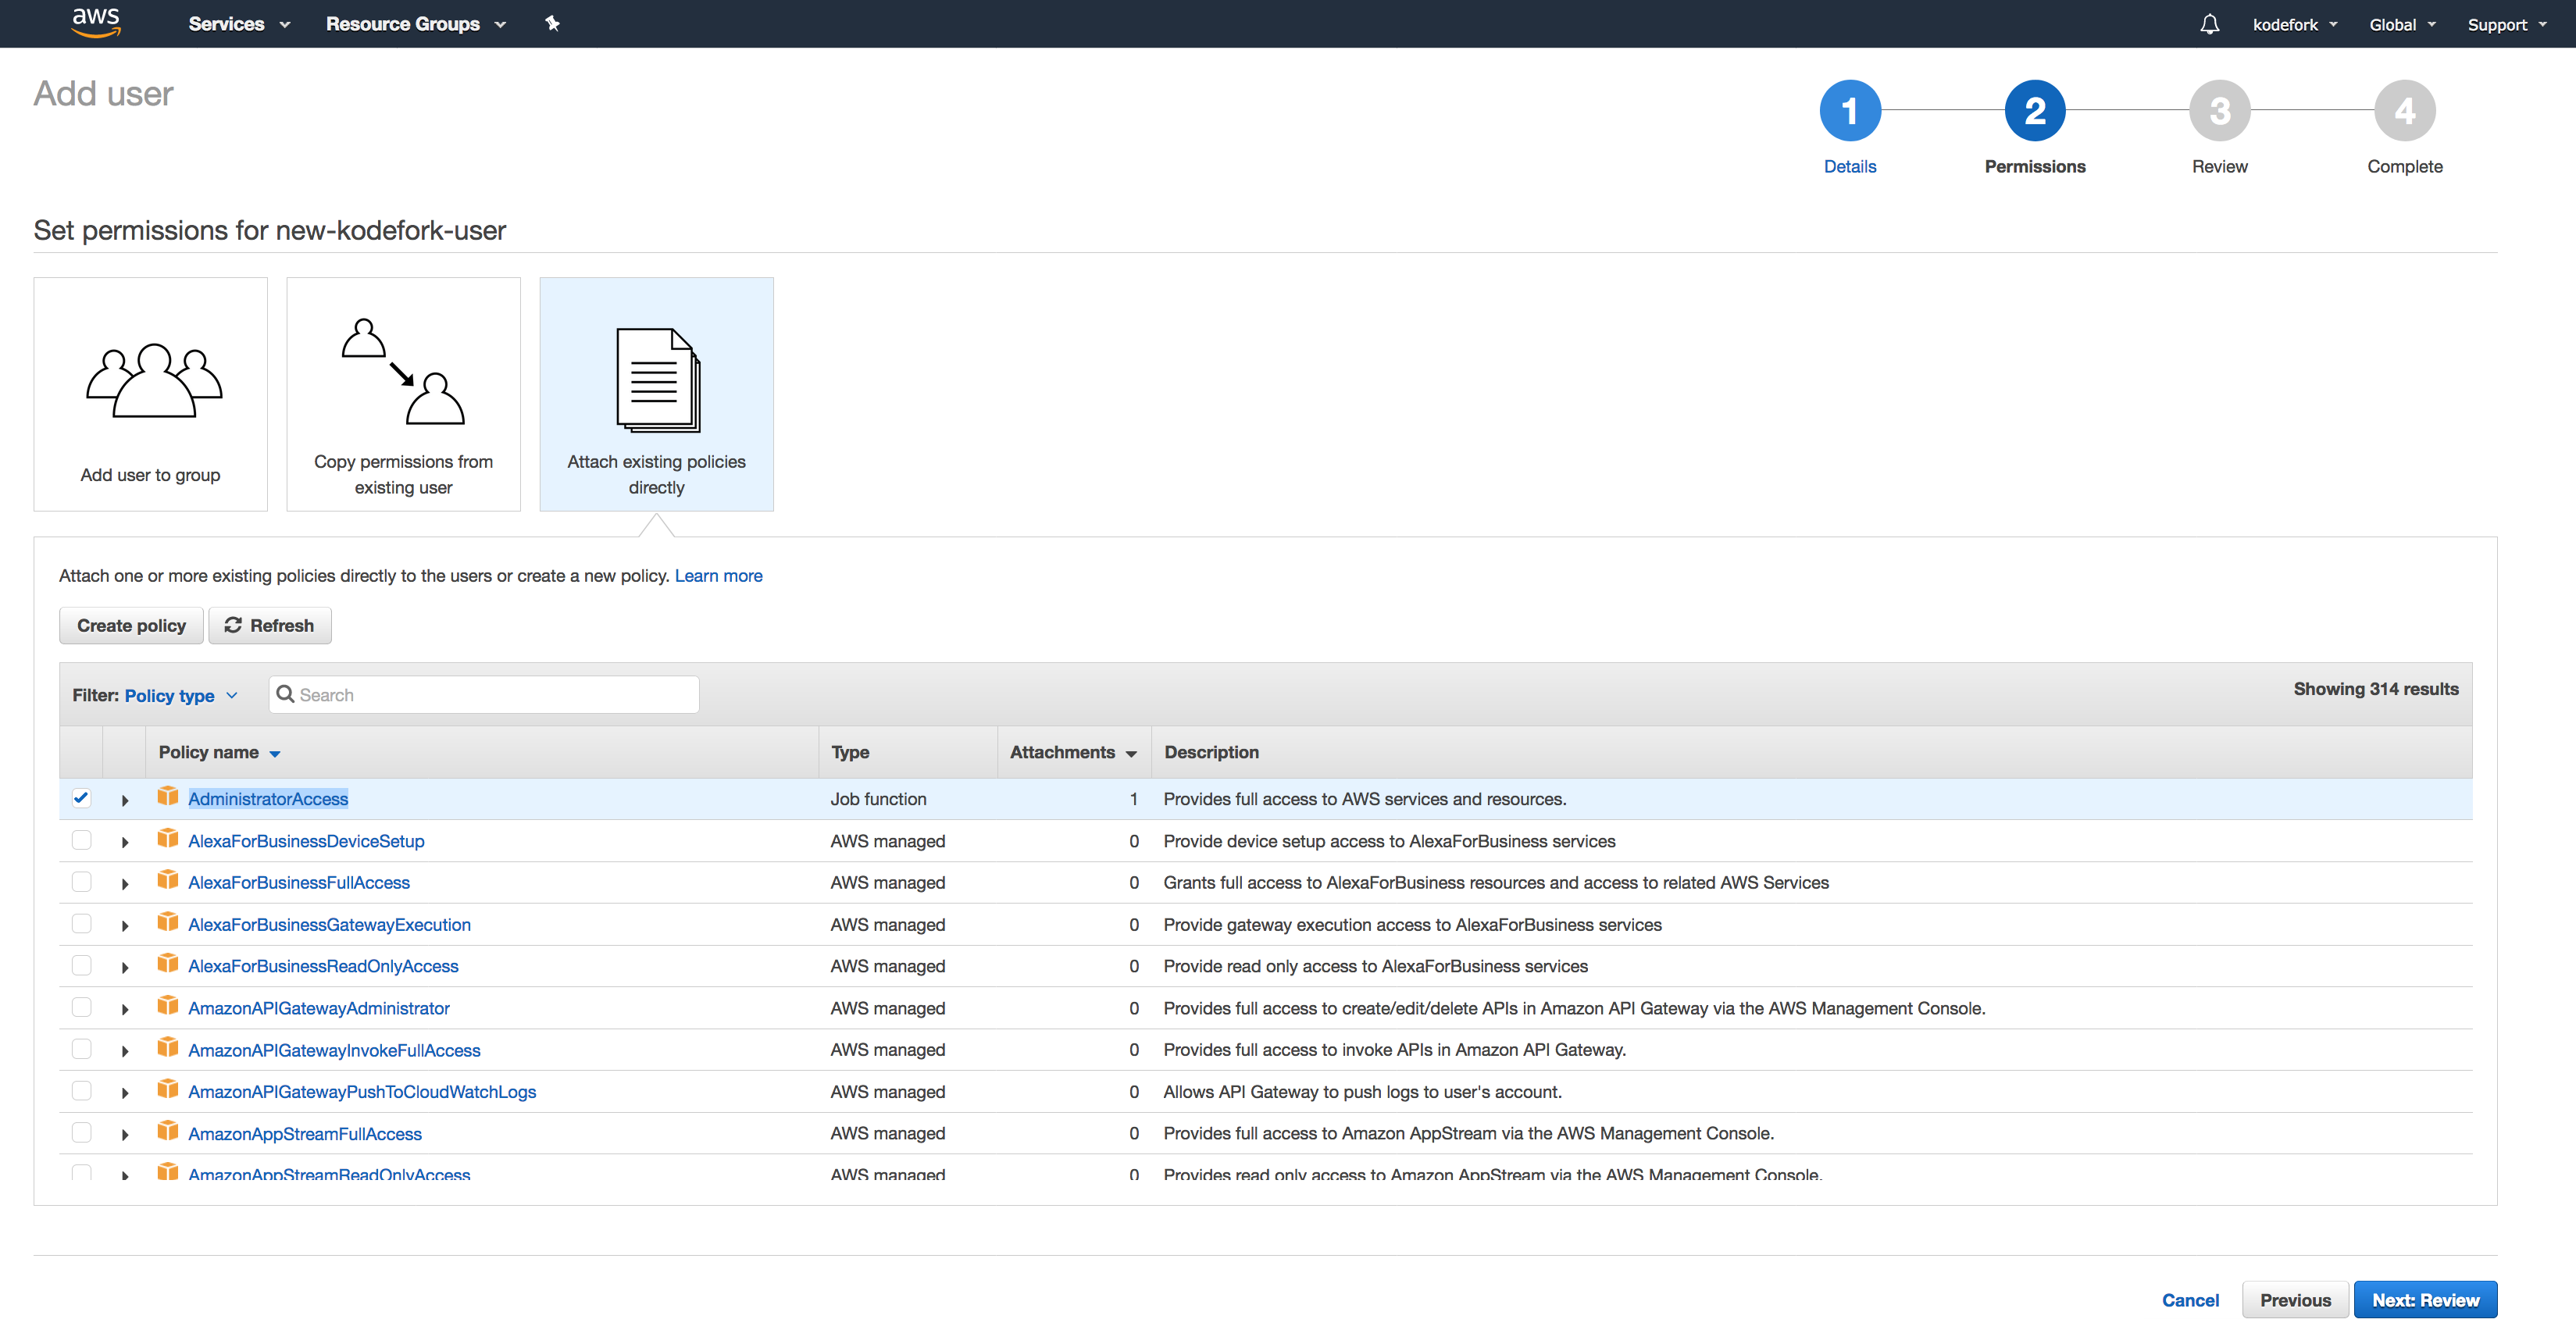 aws Services Resource Groups kodefork Global Support
Add user
1 2 3 4
Details Permissions Review Complete
Set permissions for new-kodefork-user
Add user to group
Copy permissions from
existing user
Attach existing policies
directly
Attach one or more existing policies directly to the users or create a new policy. Learn more
Create policy Refresh
Filter: Policy type Search Showing 314 results
Policy name Type Attachments Description
AdministratorAccess Job function 1 Provides full access to AWS services and resources.
AlexaForBusinessDeviceSetup AWS managed 0 Provide device setup access to AlexaForBusiness services
AlexaForBusinessFullAccess AWS managed 0 Grants full access to AlexaForBusiness resources and access to related AWS Services
AlexaForBusinessGatewayExecution AWS managed 0 Provide gateway execution access to AlexaForBusiness services
AlexaForBusinessReadOnlyAccess AWS managed 0 Provide read only access to AlexaForBusiness services
AmazonAPIGatewayAdministrator AWS managed 0 Provides full access to create/edit/delete APIs in Amazon API Gateway via the AWS Management Console.
AmazonAPIGatewayInvokeFullAccess AWS managed 0 Provides full access to invoke APIs in Amazon API Gateway.
AmazonAPIGatewayPushToCloudWatchLogs AWS managed 0 Allows API Gateway to push logs to user's account.
AmazonAppStreamFullAccess AWS managed 0 Provides full access to Amazon AppStream via the AWS Management Console.
AmazonAppStreamReadOnlyAccess AWS managed 0 Provides read only access to Amazon AppStream via the AWS Management Console.
Cancel Previous Next: Review